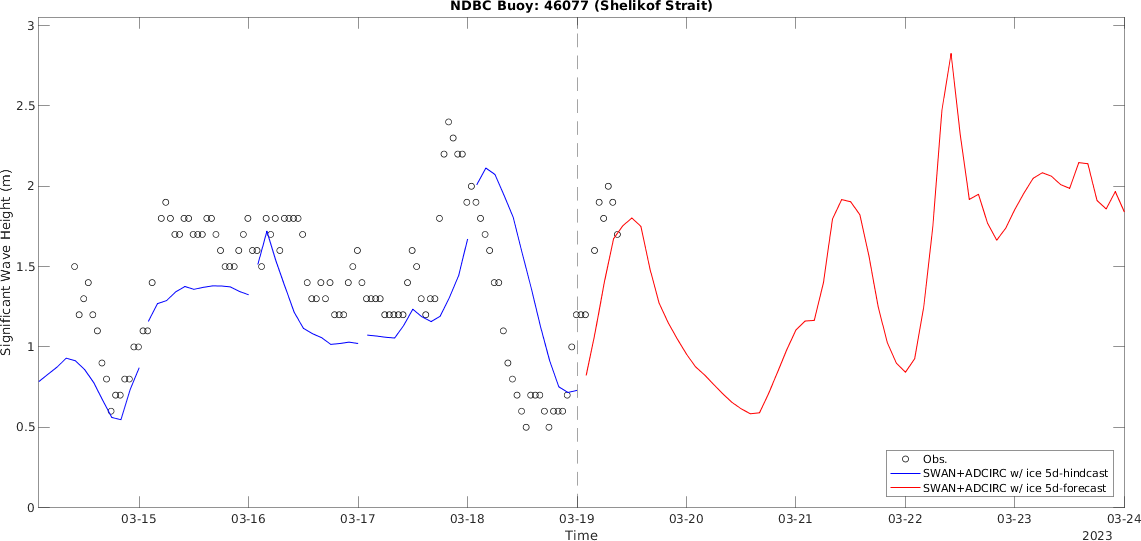 NDBC Buoy: 46077 (Shelikof Strait)
3
2.5
2
1.5
1
0.5
0
Significant Wave Height (m)
Obs.
SWAN+ADCIRC w/ ice 5d-hindcast
SWAN+ADCIRC w/ ice 5d-forecast
03-15 03-16 03-17 03-18 03-19 03-20 03-21 03-22 03-23 03-24
Time
2023